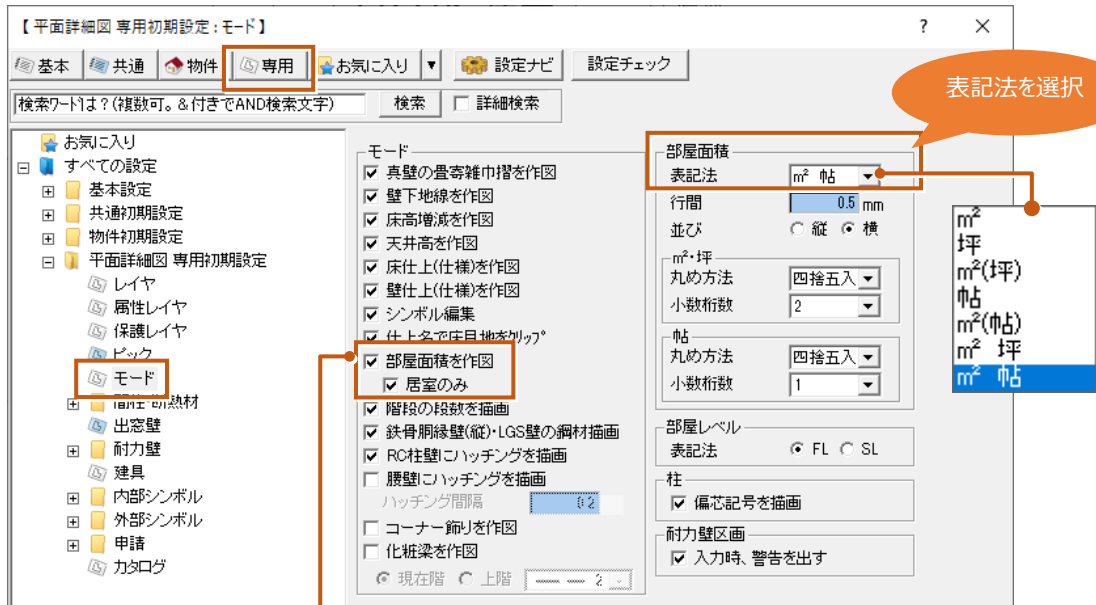 【平面詳細図 専用初期設定：モード】
? ×
基本 共通 物件 専用 お気に入り ▼ 設定ナビ 設定チェック
検索ワードは？(複数可。＆付きでAND検索文字) 検索 詳細検索
表記法を選択
お気に入り
すべての設定
基本設定
共通初期設定
物件初期設定
平面詳細図 専用初期設定
レイヤ
属性レイヤ
保護レイヤ
ピック
モード
出窓壁
耐力壁
建具
内部シンボル
外部シンボル
申請
カタログ
モード
真壁の畳寄雑巾摺を作図
壁下地線を作図
床高増減を作図
天井高を作図
床仕上(仕様)を作図
壁仕上(仕様)を作図
シンボル編集
仕上名で床目地をクリップ
部屋面積を作図
居室のみ
階段の段数を描画
鉄骨胴縁壁(縦)・LGS壁の鋼材描画
RC柱壁にハッチングを描画
腰壁にハッチングを描画
ハッチング間隔 0.2
コーナー飾りを作図
化粧梁を作図
現在階 上階 2
部屋面積
表記法 m² 帖
行間 0.5 mm
並び 縦 横
m²・坪
丸め方法 四捨五入
小数桁数 2
帖
丸め方法 四捨五入
小数桁数 1
部屋レベル
表記法 FL SL
柱
偏芯記号を描画
耐力壁区画
入力時、警告を出す
m²
坪
m²(坪)
帖
m²(帖)
m² 坪
m² 帖